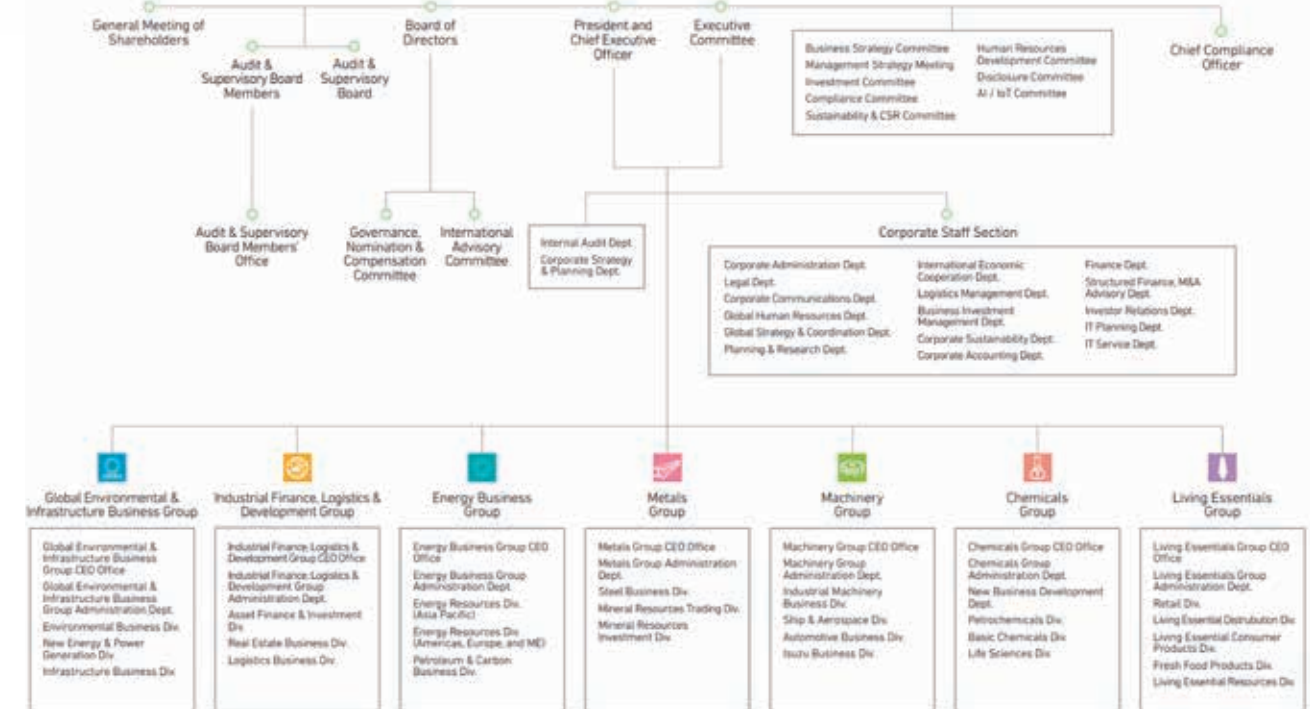 General Meeting of
Shareholders
Audit &
Supervisory Board
Members
Audit &
Supervisory
Board
Board of
Directors
President and
Chief Executive
Officer
Executive
Committee
Business Strategy Committee
Management Strategy Meeting
Investment Committee
Compliance Committee
Sustainability & CSR Committee
Human Resources
Development Committee
Disclosure Committee
AI / IoT Committee
Chief Compliance
Officer
Audit & Supervisory
Board Members'
Office
Governance,
Nomination &
Compensation
Committee
International
Advisory
Committee
Internal Audit Dept.
Corporate Strategy
& Planning Dept.
Corporate Staff Section
Corporate Administration Dept.
Legal Dept.
Corporate Communications Dept.
Global Human Resources Dept.
Global Strategy & Coordination Dept.
Planning & Research Dept.
International Economic
Cooperation Dept.
Logistics Management Dept.
Business Investment
Management Dept.
Corporate Sustainability Dept.
Corporate Accounting Dept.
Finance Dept.
Structured Finance, M&A
Advisory Dept.
Investor Relations Dept.
IT Planning Dept.
IT Service Dept.
Global Environmental &
Infrastructure Business Group
Global Environmental &
Infrastructure Business
Group CEO Office
Global Environmental &
Infrastructure Business
Group Administration Dept.
Environmental Business Div.
New Energy & Power
Generation Div.
Infrastructure Business Div.
Industrial Finance, Logistics &
Development Group
Industrial Finance, Logistics &
Development Group CEO Office
Industrial Finance, Logistics &
Development Group
Administration Dept.
Asset Finance & Investment
Div.
Real Estate Business Div.
Logistics Business Div.
Energy Business
Group
Energy Business Group CEO
Office
Energy Business Group
Administration Dept.
Energy Resources Div.
(Asia Pacific)
Energy Resources Div.
(Americas, Europe, and ME)
Petroleum & Carbon
Business Div.
Metals
Group
Metals Group CEO Office
Metals Group Administration
Dept.
Steel Business Div.
Mineral Resources Trading Div.
Mineral Resources
Investment Div.
Machinery
Group
Machinery Group CEO Office
Machinery Group
Administration Dept.
Industrial Machinery
Business Div.
Ship & Aerospace Div.
Automotive Business Div.
Isuzu Business Div.
Chemicals
Group
Chemicals Group CEO Office
Chemicals Group
Administration Dept.
New Business Development
Dept.
Petrochemicals Div.
Basic Chemicals Div.
Life Sciences Div.
Living Essentials
Group
Living Essentials Group CEO
Office
Living Essentials Group
Administration Dept.
Retail Div.
Living Essential Distrubution Div.
Living Essential Consumer
Products Div.
Fresh Food Products Div.
Living Essential Resources Div.